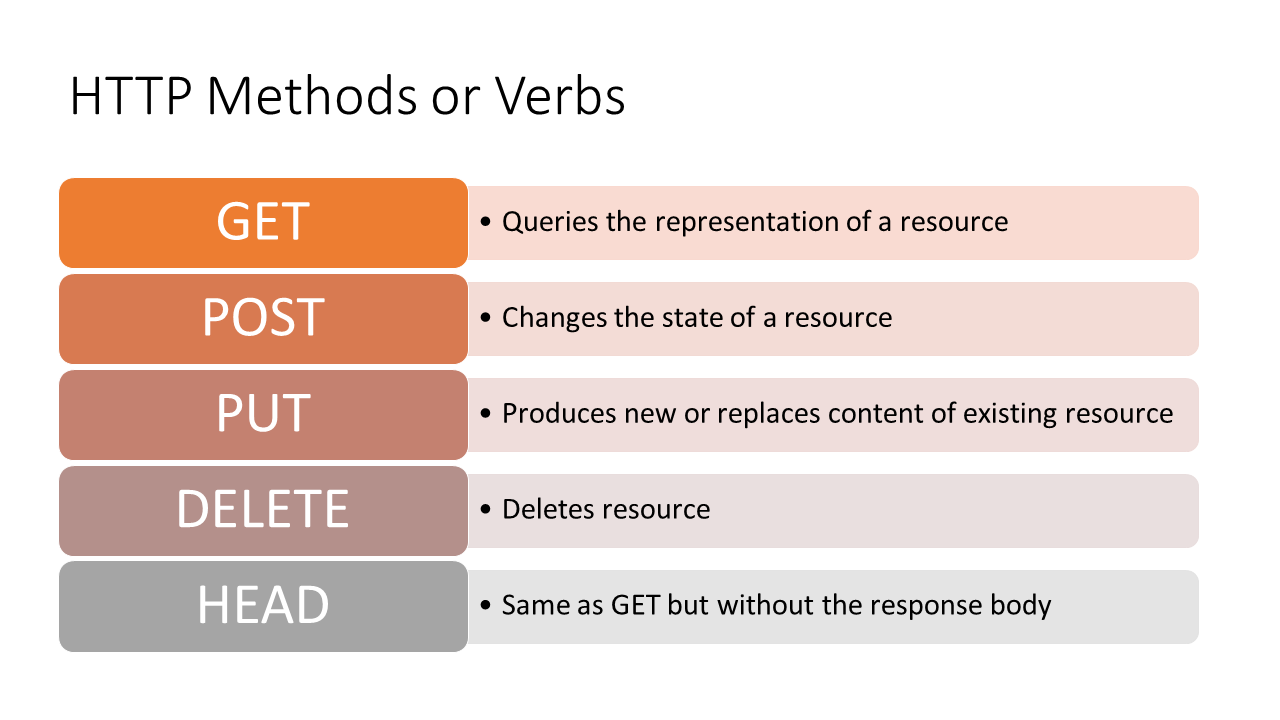 HTTP Methods or Verbs
GET
• Queries the representation of a resource
POST
• Changes the state of a resource
PUT
• Produces new or replaces content of existing resource
DELETE
• Deletes resource
HEAD
• Same as GET but without the response body